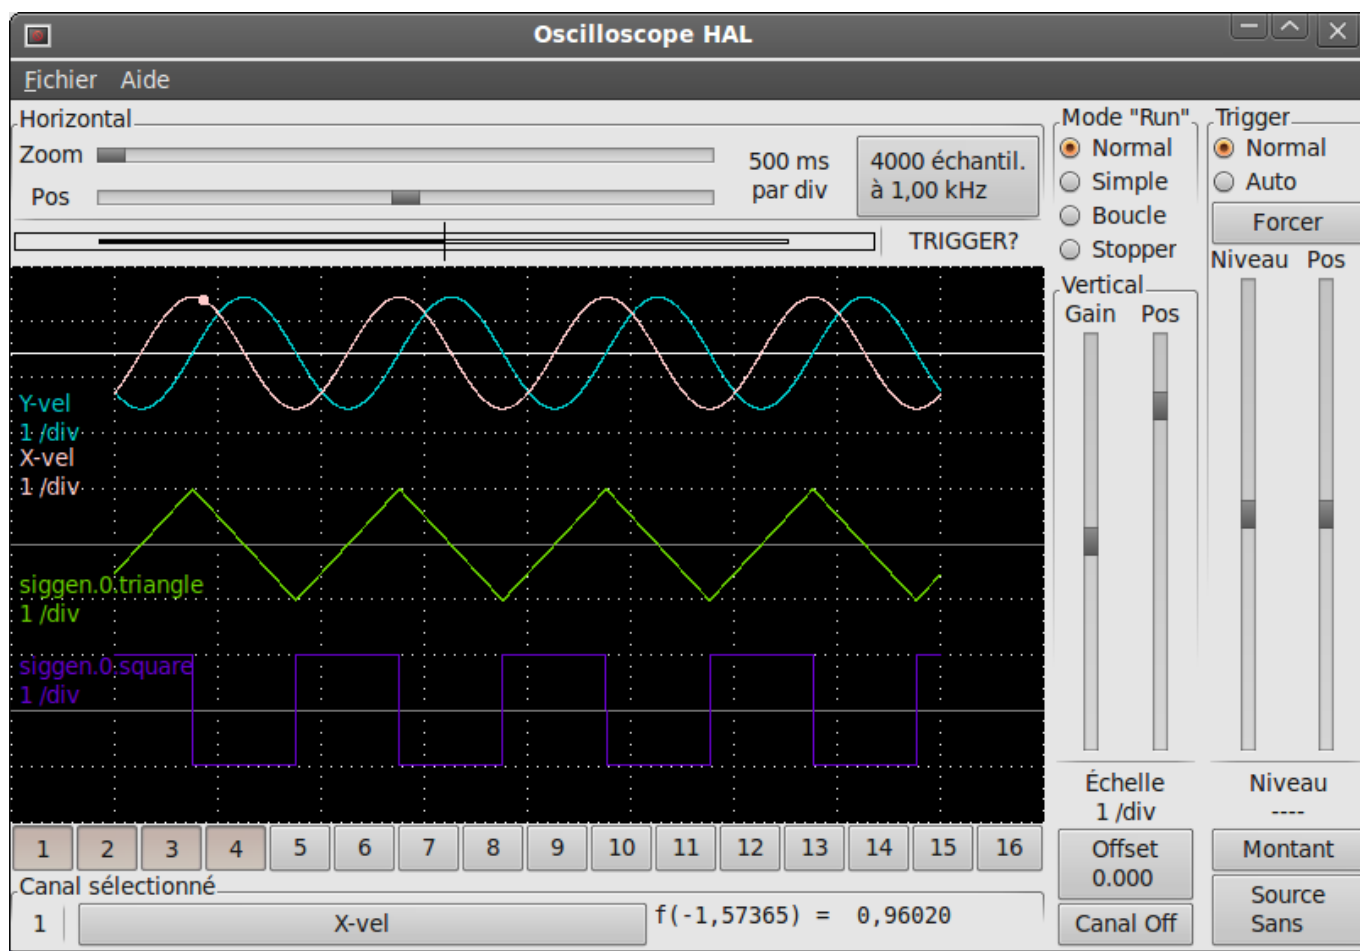 Oscilloscope HAL
Fichier Aide
Horizontal
Zoom
Pos
500 ms
par div
4000 échantil.
à 1,00 kHz
TRIGGER?
Mode "Run"
Normal
Simple
Boucle
Stopper
Trigger
Normal
Auto
Forcer
Niveau Pos
Vertical
Gain Pos
Y-vel
1 /div
X-vel
1 /div
siggen.0.triangle
1 /div
siggen.0.square
1 /div
Échelle
1 /div
Offset
0.000
Canal Off
Niveau
----
Montant
Source
Sans
1 2 3 4 5 6 7 8 9 10 11 12 13 14 15 16
Canal sélectionné
1 X-vel f(-1,57365) = 0,96020